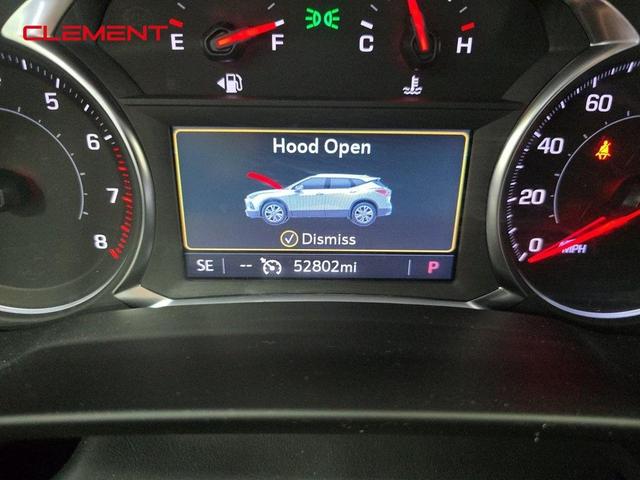 CLEMENT
E F C H
5
6
7
8
60
40
20
0
MPH
Hood Open
Dismiss
SE -- 52802mi P